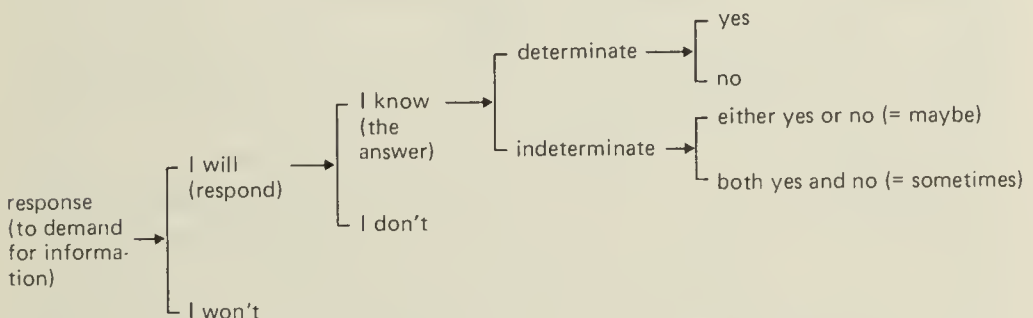 yes
determinate
no
I know
(the
answer)
either yes or no (= maybe)
indeterminate
I will
(respond)
both yes and no (= sometimes)
response
(to demand
for informa-
tion)
I don't
I won't